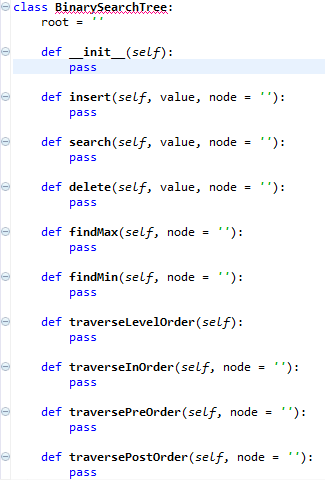 class BinarySearchTree:
    root = ''
    def __init__(self):
        pass
    def insert(self, value, node = ''):
        pass
    def search(self, value, node = ''):
        pass
    def delete(self, value, node = ''):
        pass
    def findMax(self, node = ''):
        pass
    def findMin(self, node = ''):
        pass
    def traverseLevelOrder(self):
        pass
    def traverseInOrder(self, node = ''):
        pass
    def traversePreOrder(self, node = ''):
        pass
    def traversePostOrder(self, node = ''):
        pass